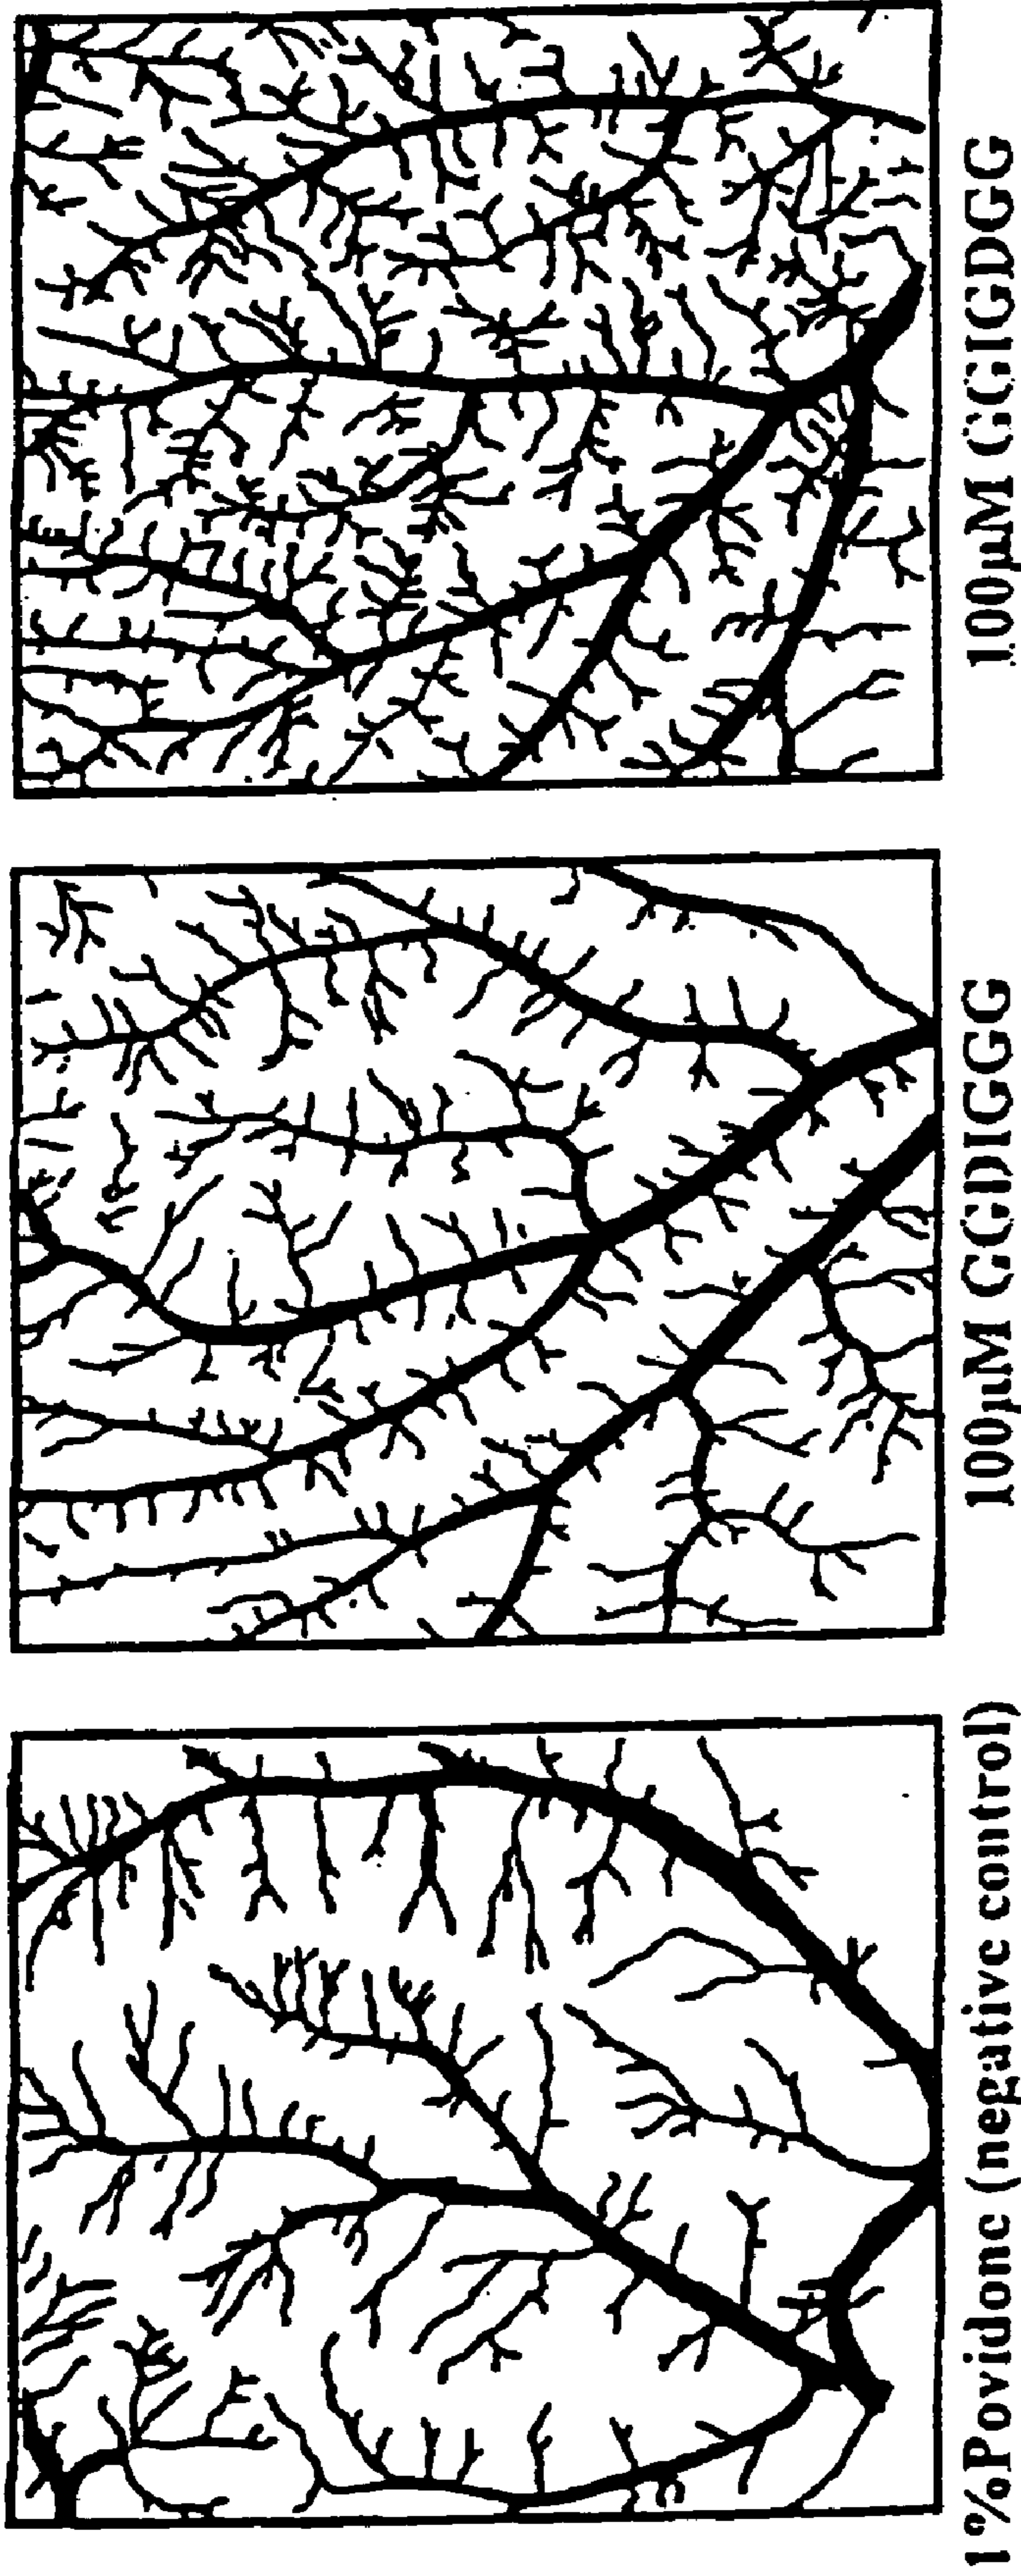 1%Povidone (negative control)
100μM GGDIGGG
100μM GGIGDGG